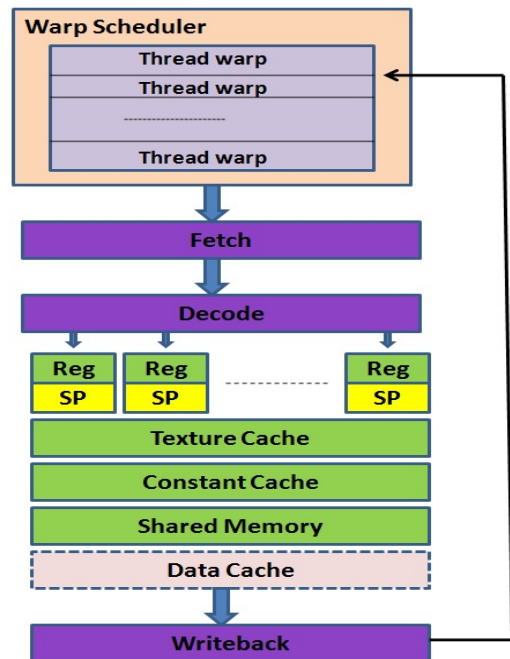 Warp Scheduler
Thread warp
Thread warp
Thread warp
Fetch
Decode
Reg Reg Reg
SP SP SP
Texture Cache
Constant Cache
Shared Memory
Data Cache
Writeback